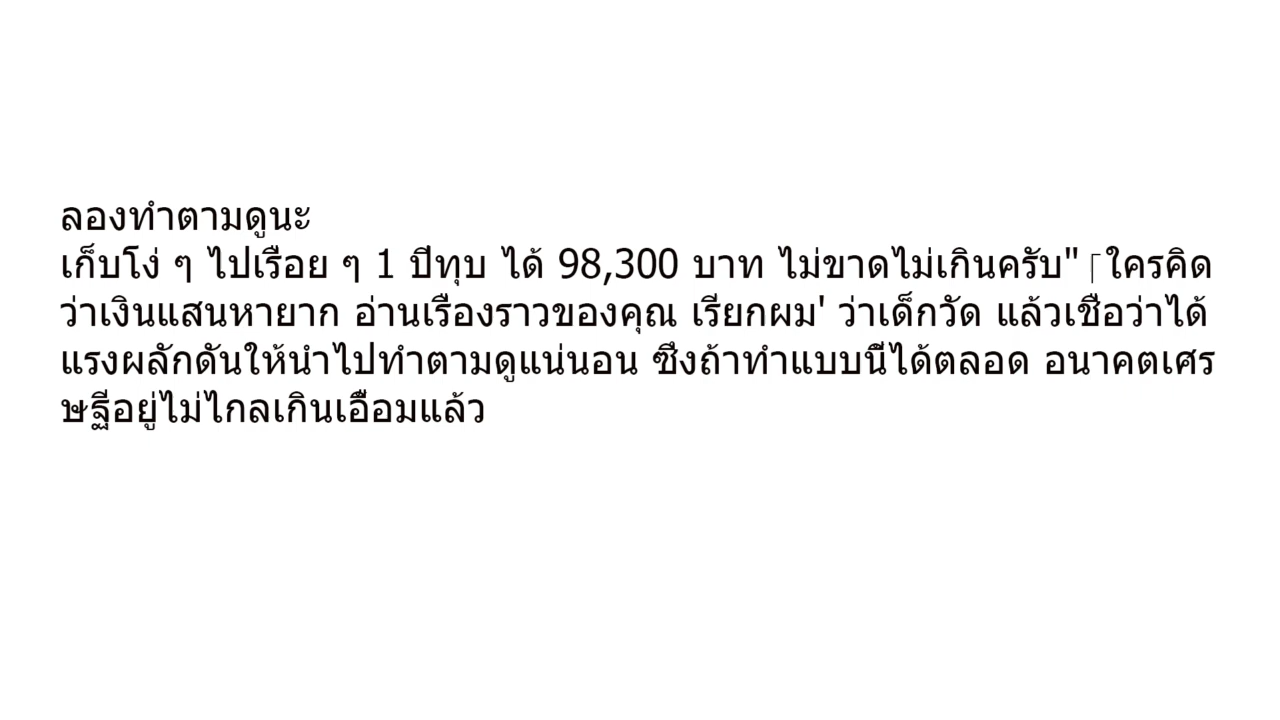 ลองทำตามดูนะ
เก็บโง่ ๆ ไปเรื่อย ๆ 1 ปีทุบ ได้ 98,300 บาท ไม่ขาดไม่เกินครับ" ⌈ใครคิด
ว่าเงินแสนหายาก อ่านเรื่องราวของคุณ เรียกผม' ว่าเด็กวัด แล้วเชื่อว่าได้
แรงผลักดันให้นำไปทำตามดูแน่นอน ซึ่งถ้าทำแบบนี้ได้ตลอด อนาคตเศร
ษฐีอยู่ไม่ไกลเกินเอื้อมแล้ว